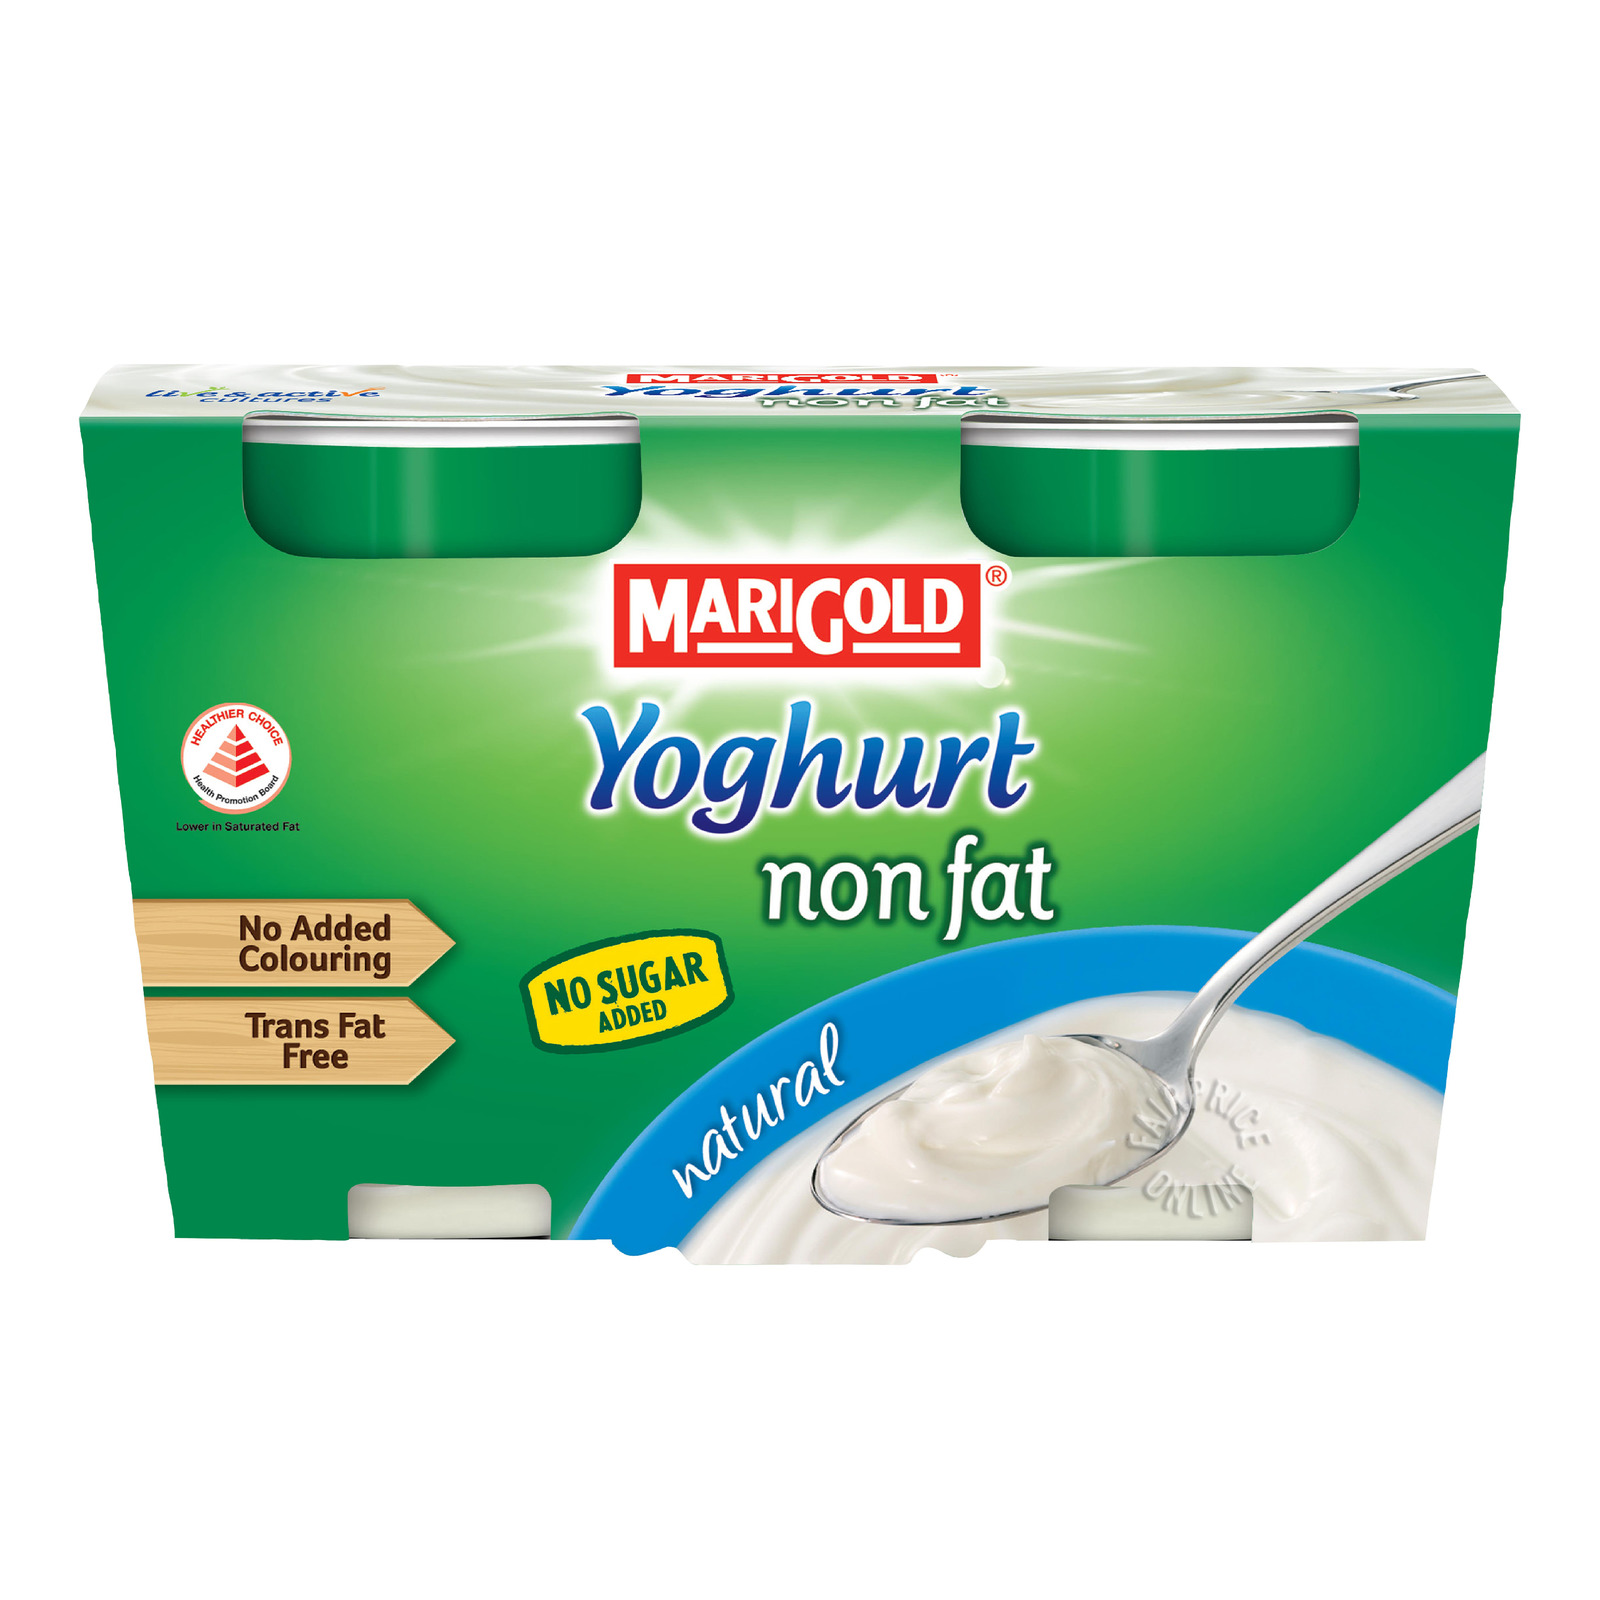 live & active
cultures
MARIGOLD
Yoghurt
non fat
MARIGOLD®
Yoghurt
non fat
HEALTHIER CHOICE
Health Promotion Board
Lower in Saturated Fat
No Added
Colouring
Trans Fat
Free
NO SUGAR
ADDED
natural
FAIRPRICE
ONLINE